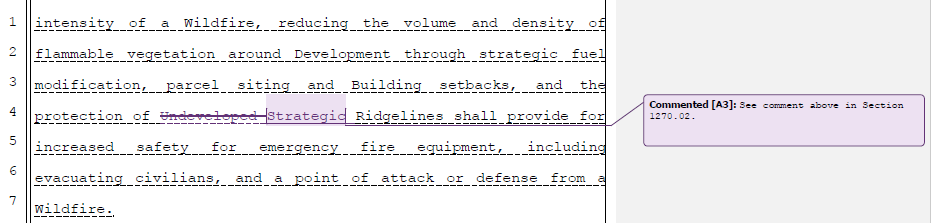 1 intensity of a Wildfire, reducing the volume and density of
2 flammable vegetation around Development through strategic fuel
3 modification, parcel siting and Building setbacks, and the
4 protection of Undeveloped Strategic Ridgelines shall provide for
5 increased safety for emergency fire equipment, including
6 evacuating civilians, and a point of attack or defense from a
7 Wildfire.
Commented [A3]: See comment above in Section
1270.02.